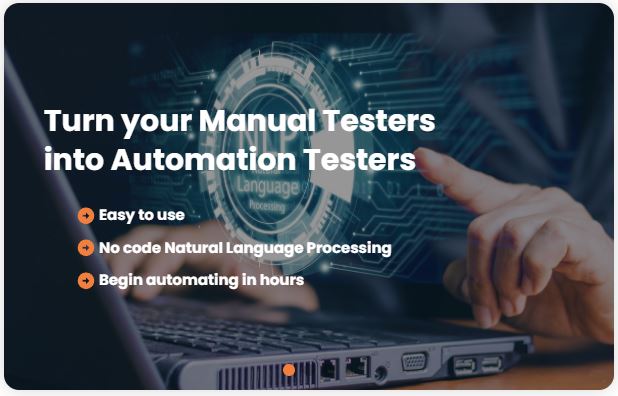 Turn your Manual Testers
into Automation Testers
Easy to use
No code Natural Language Processing
Begin automating in hours
Natural
Language
Processing